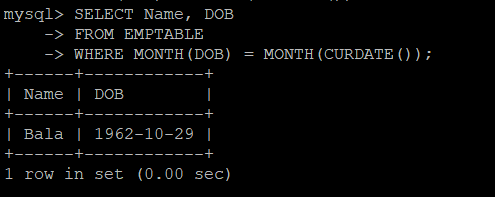 mysql> SELECT Name, DOB
    -> FROM EMPTABLE
    -> WHERE MONTH(DOB) = MONTH(CURDATE());
+------+------------+
| Name | DOB        |
+------+------------+
| Bala | 1962-10-29 |
+------+------------+
1 row in set (0.00 sec)